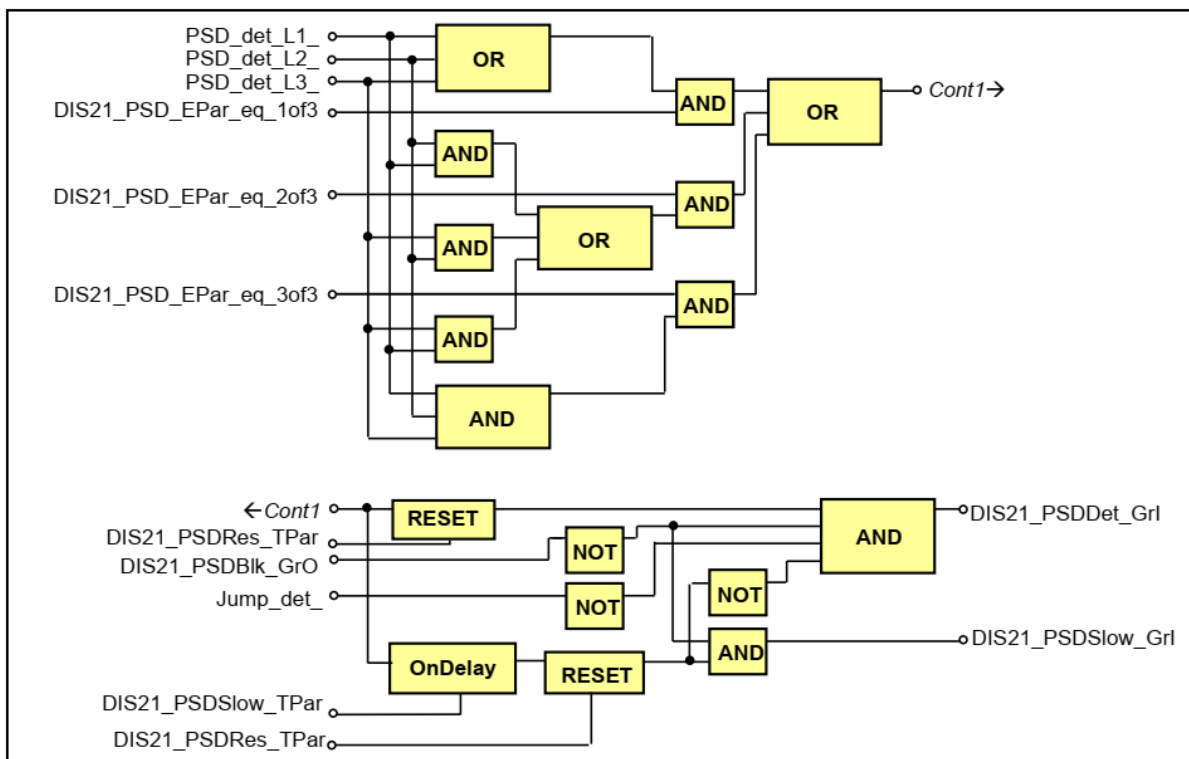 PSD_det_L1_
PSD_det_L2_
PSD_det_L3_
OR
DIS21_PSD_EPar_eq_1of3
AND
OR
Cont1→
AND
DIS21_PSD_EPar_eq_2of3
AND
AND
OR
DIS21_PSD_EPar_eq_3of3
AND
AND
AND
←Cont1
RESET
AND
DIS21_PSDDet_GrI
DIS21_PSDRes_TPar
DIS21_PSDBlk_GrO
NOT
Jump_det_
NOT
NOT
AND
DIS21_PSDSlow_GrI
OnDelay
RESET
DIS21_PSDSlow_TPar
DIS21_PSDRes_TPar